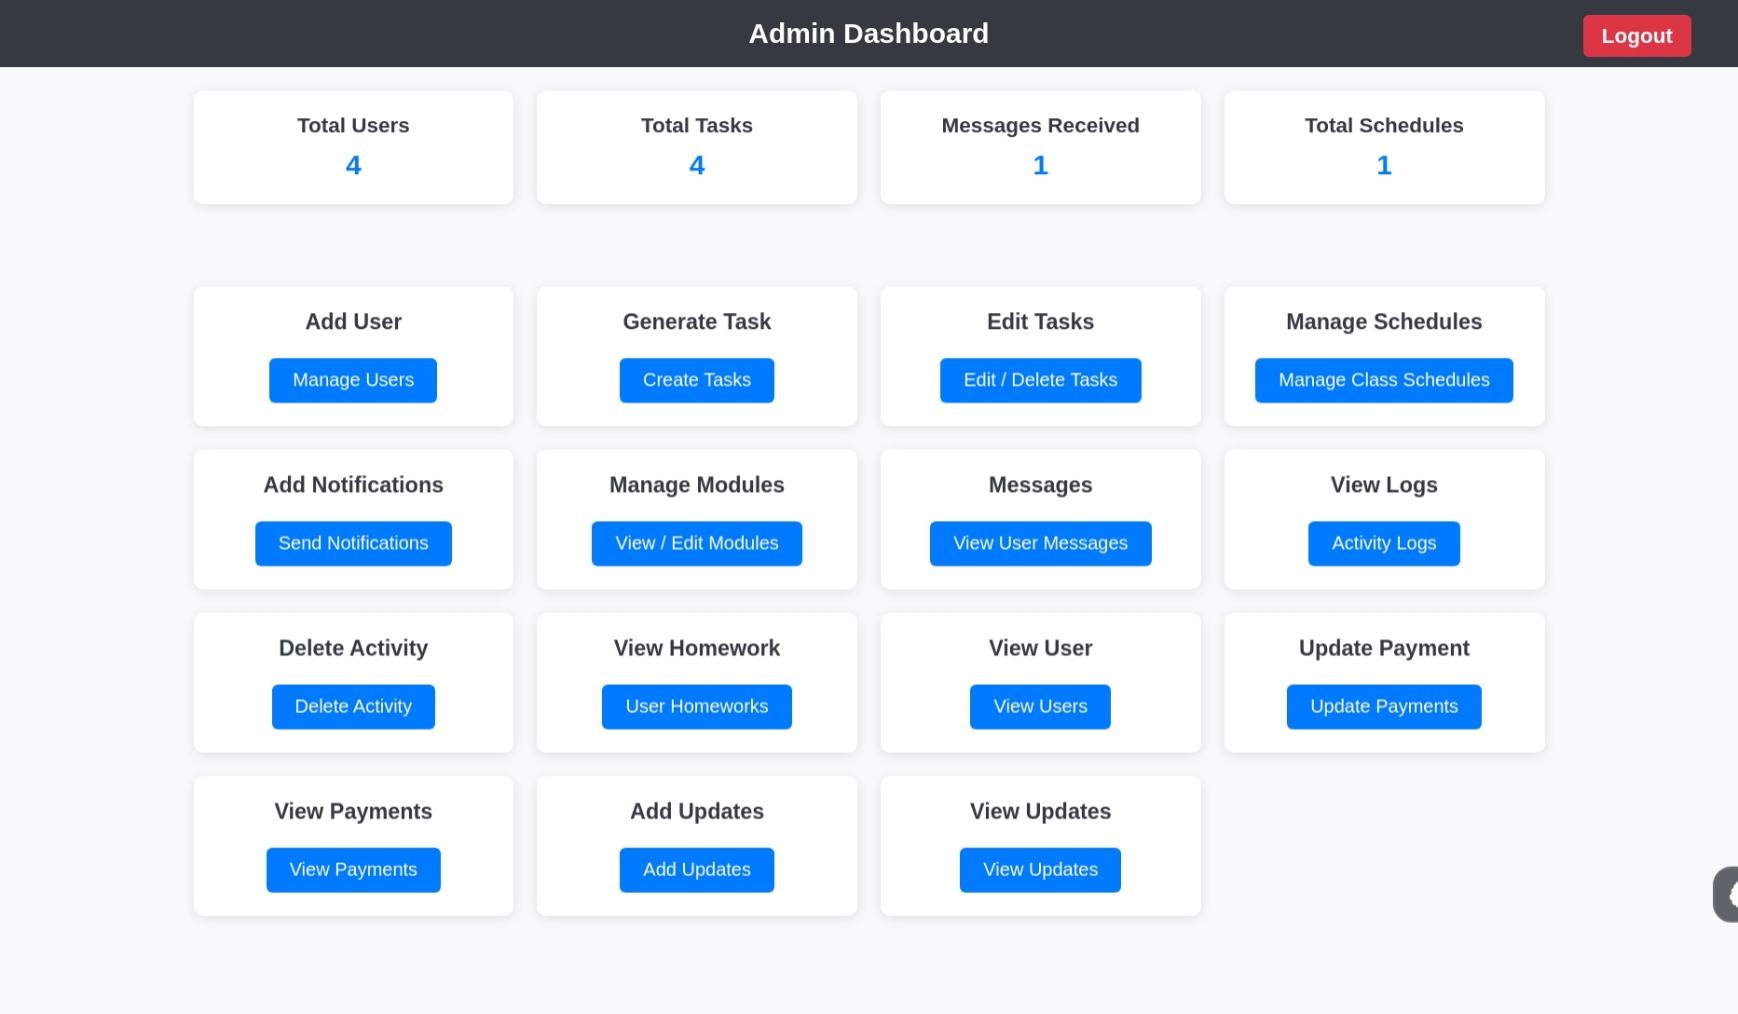 Admin Dashboard
Logout
Total Users
4
Total Tasks
4
Messages Received
1
Total Schedules
1
Add User
Manage Users
Generate Task
Create Tasks
Edit Tasks
Edit / Delete Tasks
Manage Schedules
Manage Class Schedules
Add Notifications
Send Notifications
Manage Modules
View / Edit Modules
Messages
View User Messages
View Logs
Activity Logs
Delete Activity
Delete Activity
View Homework
User Homeworks
View User
View Users
Update Payment
Update Payments
View Payments
View Payments
Add Updates
Add Updates
View Updates
View Updates